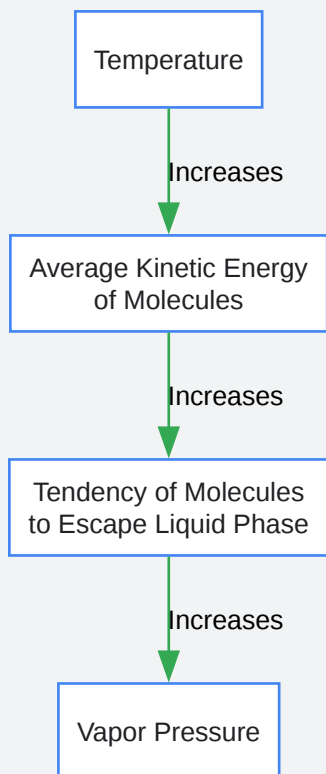 Temperature
Increases
Average Kinetic Energy
of Molecules
Increases
Tendency of Molecules
to Escape Liquid Phase
Increases
Vapor Pressure